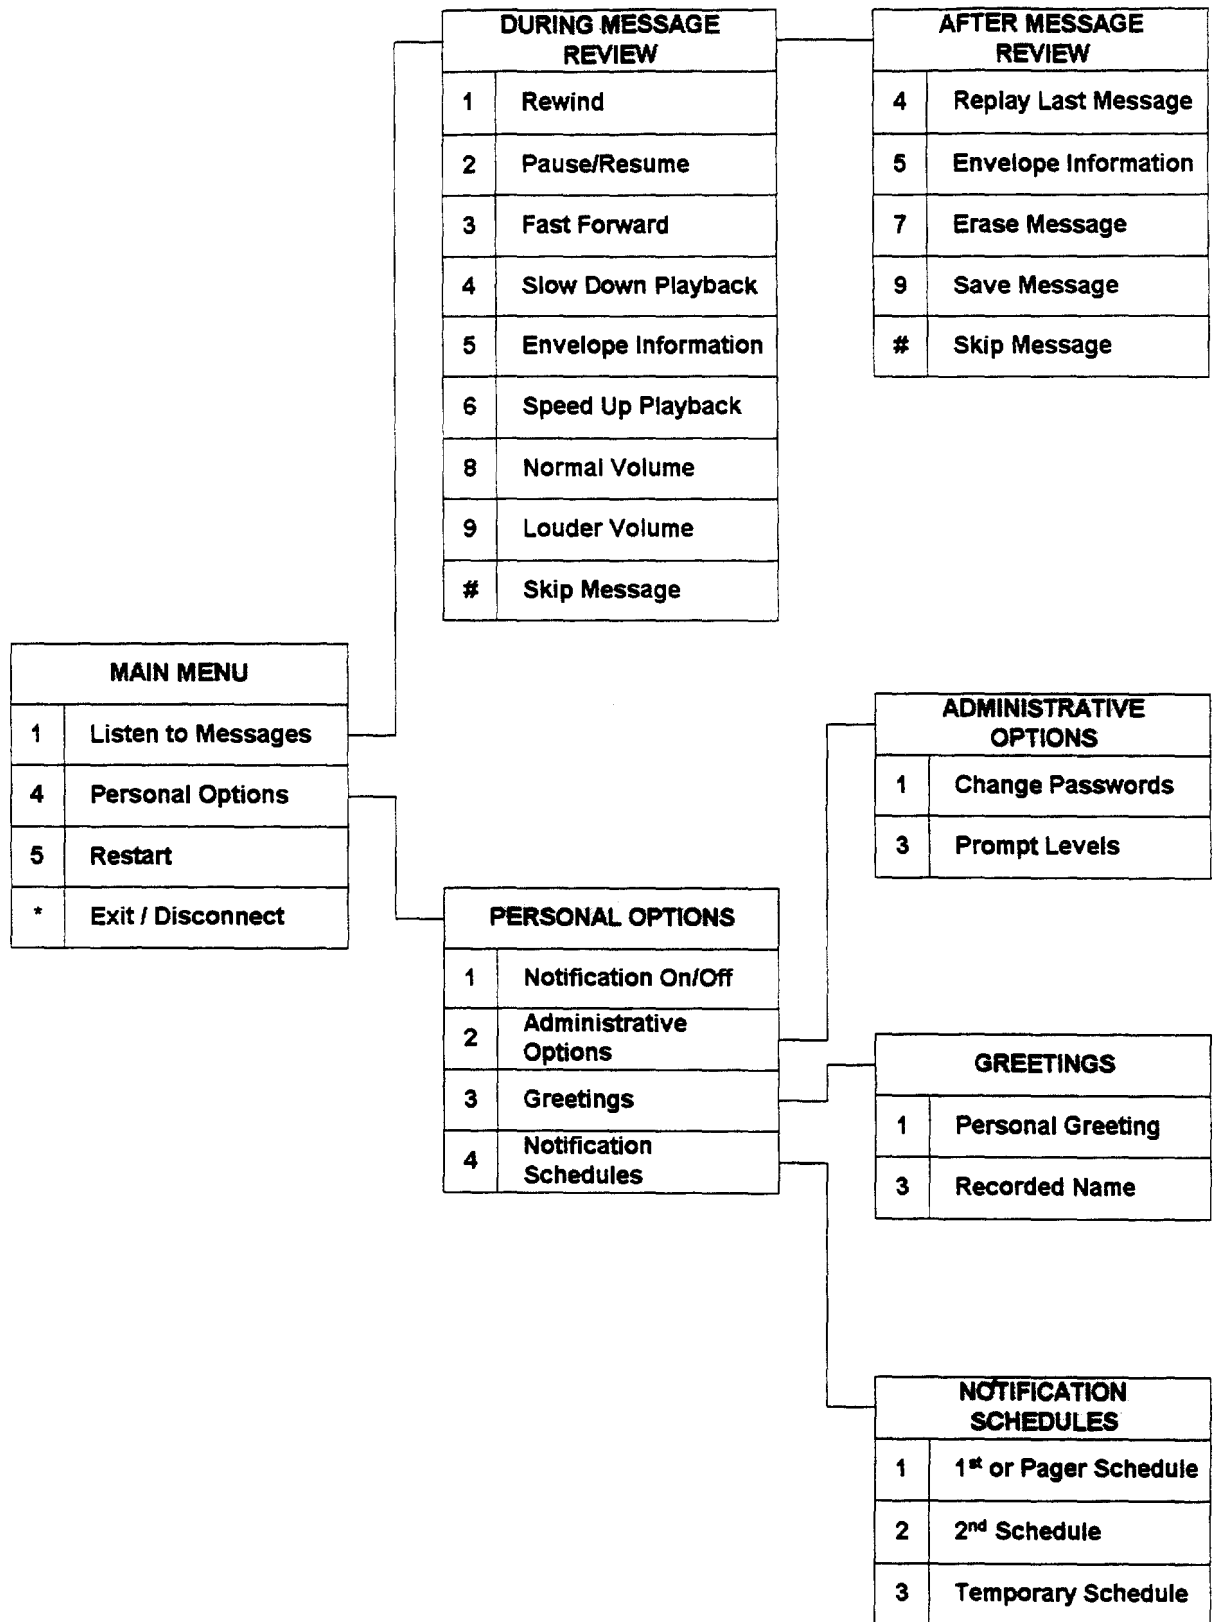 DURING MESSAGE
REVIEW
1 Rewind
2 Pause/Resume
3 Fast Forward
4 Slow Down Playback
5 Envelope Information
6 Speed Up Playback
8 Normal Volume
9 Louder Volume
# Skip Message
AFTER MESSAGE
REVIEW
4 Replay Last Message
5 Envelope Information
7 Erase Message
9 Save Message
# Skip Message
MAIN MENU
1 Listen to Messages
4 Personal Options
5 Restart
* Exit / Disconnect
PERSONAL OPTIONS
1 Notification On/Off
2 Administrative
Options
3 Greetings
4 Notification
Schedules
ADMINISTRATIVE
OPTIONS
1 Change Passwords
3 Prompt Levels
GREETINGS
1 Personal Greeting
3 Recorded Name
NOTIFICATION
SCHEDULES
1 1st or Pager Schedule
2 2nd Schedule
3 Temporary Schedule